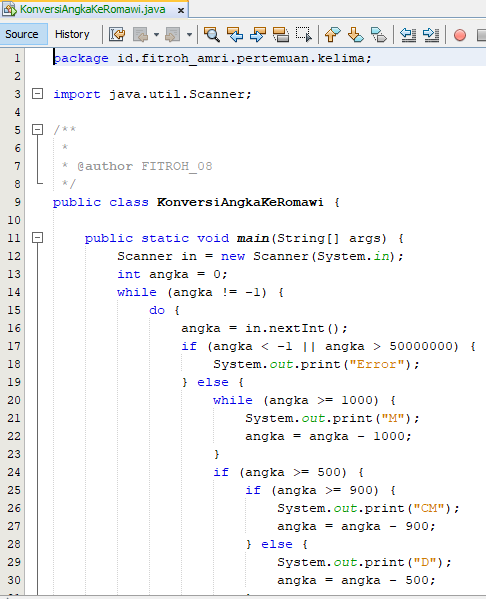 KonversiAngkaKeRomawi.java x
Source History
1 package id.fitroh_amri.pertemuan.kelima;
2
3 import java.util.Scanner;
4
5 /**
6  *
7  * @author FITROH_08
8  */
9 public class KonversiAngkaKeRomawi {
10
11     public static void main(String[] args) {
12         Scanner in = new Scanner(System.in);
13         int angka = 0;
14         while (angka != -1) {
15             do {
16                 angka = in.nextInt();
17                 if (angka < -1 || angka > 50000000) {
18                     System.out.print("Error");
19                 } else {
20                     while (angka >= 1000) {
21                         System.out.print("M");
22                         angka = angka - 1000;
23                     }
24                     if (angka >= 500) {
25                         if (angka >= 900) {
26                             System.out.print("CM");
27                             angka = angka - 900;
28                         } else {
29                             System.out.print("D");
30                             angka = angka - 500;